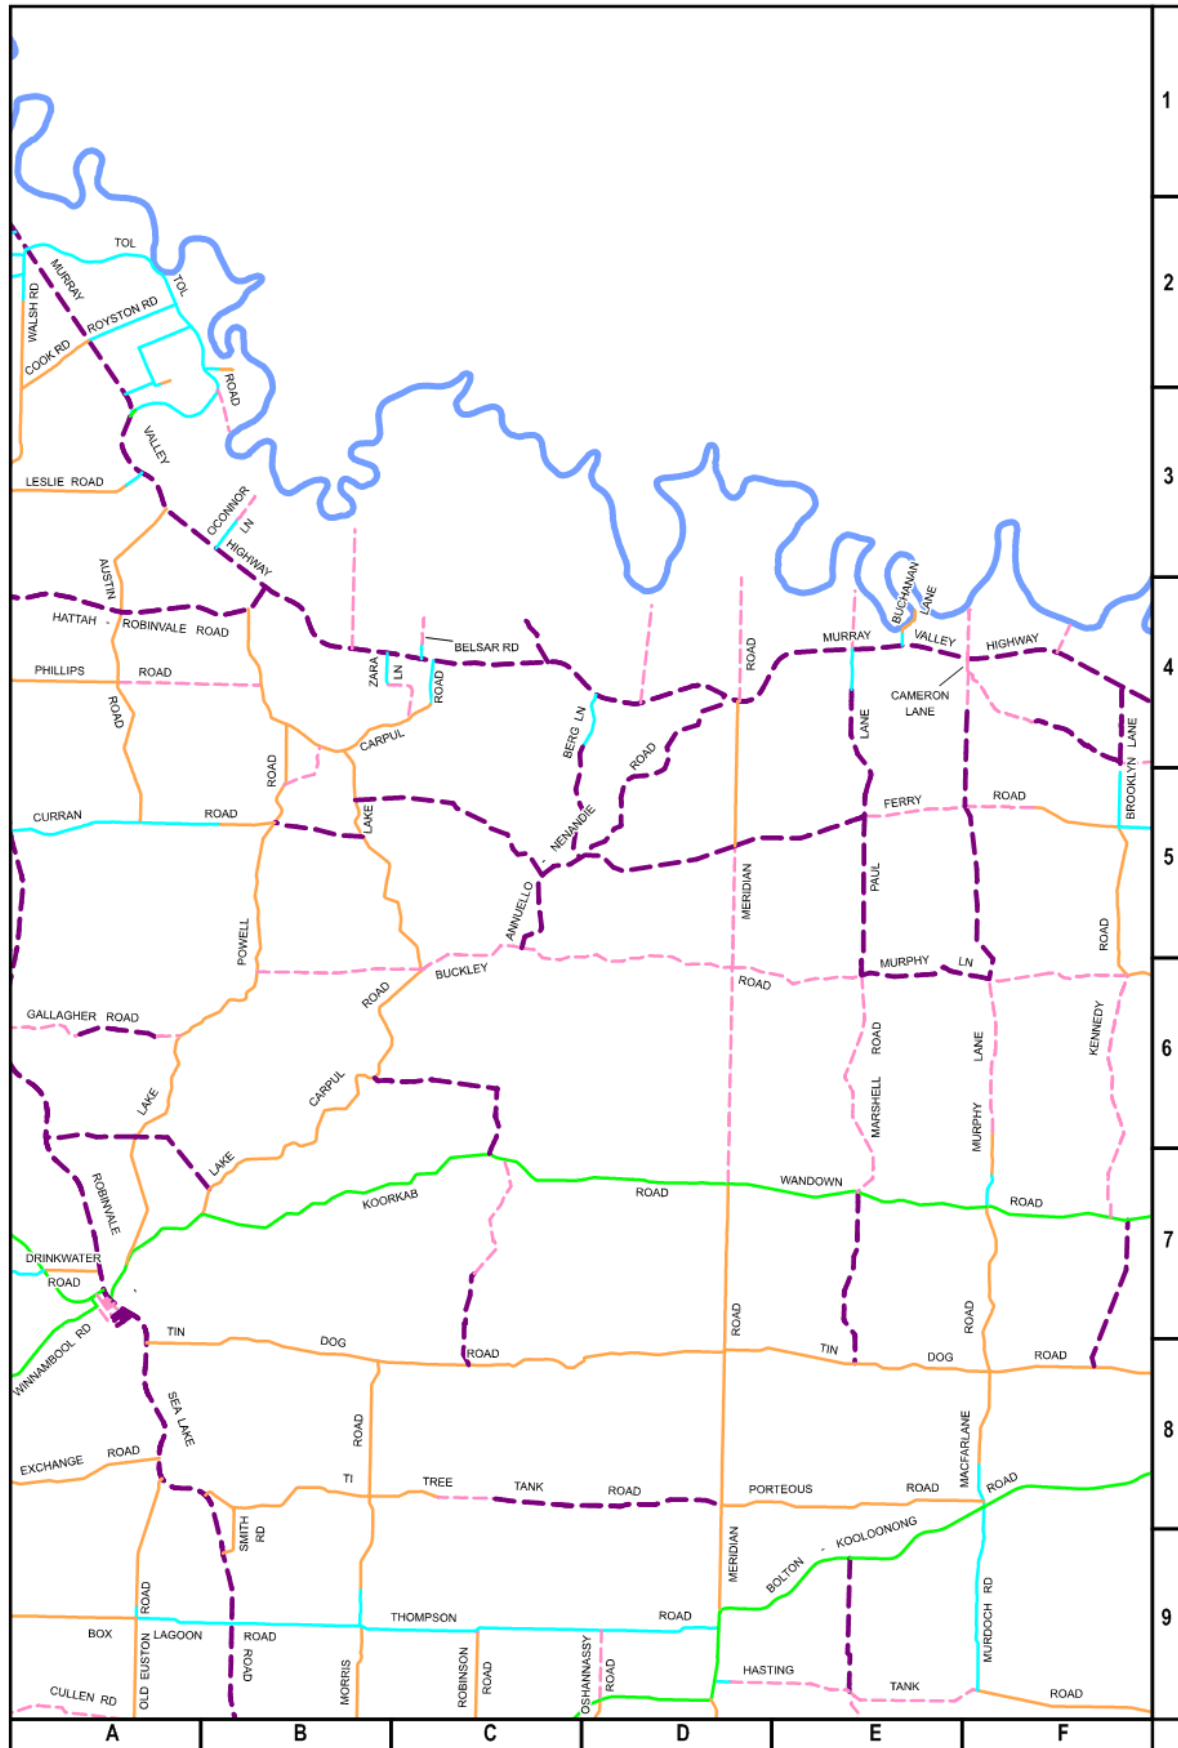 1
TOL
MURRAY
TOL
2
WALSH RD
ROYSTON RD
COOK RD
ROAD
VALLEY
3
LESLIE ROAD
OCONNOR
LN
HIGHWAY
AUSTIN
BUCHANAN
LANE
HATTAH - ROBINVALE ROAD
MURRAY
VALLEY
HIGHWAY
BELSAR RD
ROAD
4
ZARA
LN
PHILLIPS
ROAD
ROAD
CAMERON
LANE
ROAD
BERG LN
LANE
CARPUL
ROAD
BROOKLYN LANE
ROAD
FERRY
ROAD
CURRAN
ROAD
LAKE
- NENANDIE
5
PAUL
MERIDIAN
ANNUELLO
POWELL
ROAD
MURPHY
LN
BUCKLEY
ROAD
ROAD
GALLAGHER ROAD
KENNEDY
ROAD
LANE
6
CARPUL
LAKE
MARSHELL
MURPHY
LAKE
ROBINVALE
KOORKAB
ROAD
WANDOWN
ROAD
7
DRINKWATER
ROAD
-
ROAD
ROAD
TIN
DOG
ROAD
TIN
DOG
ROAD
WINNAMBOOL RD
SEA LAKE
ROAD
8
MACFARLANE
EXCHANGE
ROAD
TI
TREE
TANK
ROAD
PORTEOUS
ROAD
ROAD
SMITH
RD
MERIDIAN
BOLTON - KOOLOONONG
MURDOCH RD
ROAD
THOMPSON
ROAD
9
BOX
LAGOON
ROAD
OLD EUSTON
ROAD
MORRIS
ROBINSON
ROAD
OSHANNASSY
ROAD
HASTING
TANK
ROAD
CULLEN RD
A
B
C
D
E
F